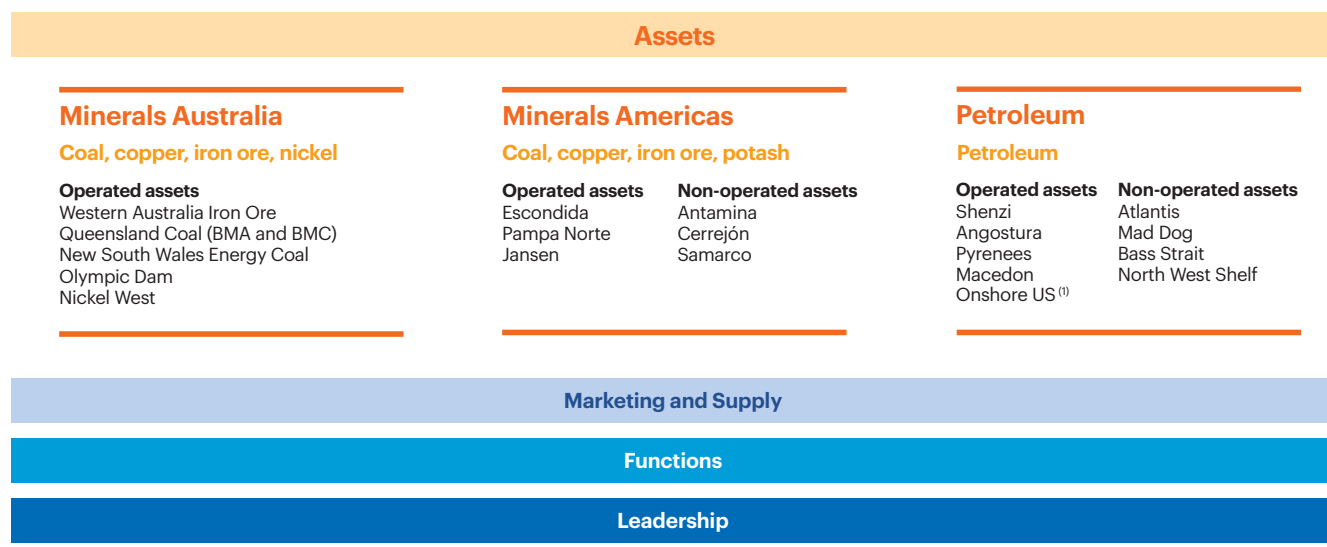 Assets
Minerals Australia
Coal, copper, iron ore, nickel
Operated assets
Western Australia Iron Ore
Queensland Coal (BMA and BMC)
New South Wales Energy Coal
Olympic Dam
Nickel West
Minerals Americas
Coal, copper, iron ore, potash
Operated assets
Escondida
Pampa Norte
Jansen
Non-operated assets
Antamina
Cerrejón
Samarco
Petroleum
Petroleum
Operated assets
Shenzi
Angostura
Pyrenees
Macedon
Onshore US (1)
Non-operated assets
Atlantis
Mad Dog
Bass Strait
North West Shelf
Marketing and Supply
Functions
Leadership